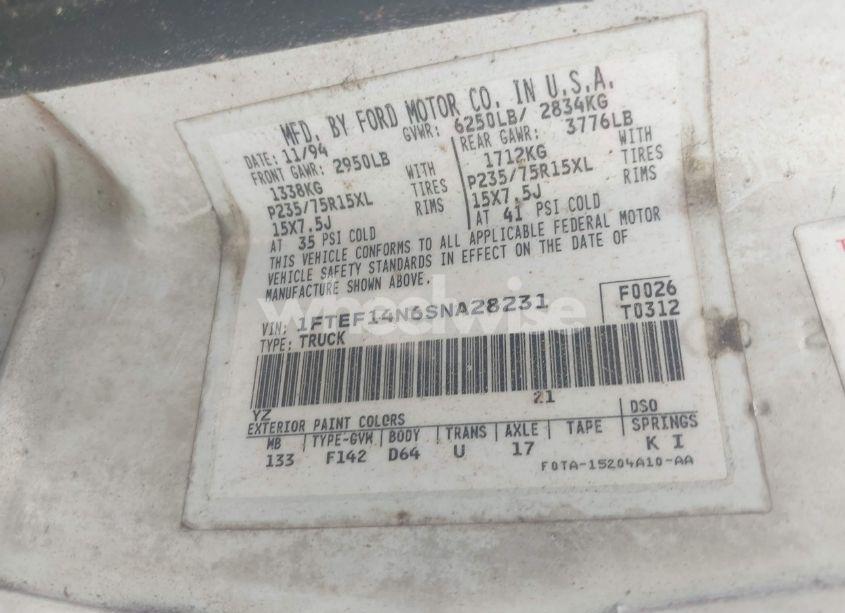 MFD. BY FORD MOTOR CO. IN U.S.A.
DATE: 11/94 GVWR: 6250LB/ 2834KG
FRONT GAWR: 2950LB REAR GAWR: 3776LB
1338KG WITH 1712KG WITH
P235/75R15XL TIRES P235/75R15XL TIRES
15X7.5J RIMS 15X7.5J RIMS
AT 35 PSI COLD AT 41 PSI COLD
THIS VEHICLE CONFORMS TO ALL APPLICABLE FEDERAL MOTOR
VEHICLE SAFETY STANDARDS IN EFFECT ON THE DATE OF
MANUFACTURE SHOWN ABOVE.
wheelwise
VIN: 1FTEF14N6SNA28231 F0026
TYPE: TRUCK T0312
YZ 21
EXTERIOR PAINT COLORS DSO
WB TYPE-GVW BODY TRANS AXLE TAPE SPRINGS
133 F142 D64 U 17 K I
F0TA-15204A10-AA